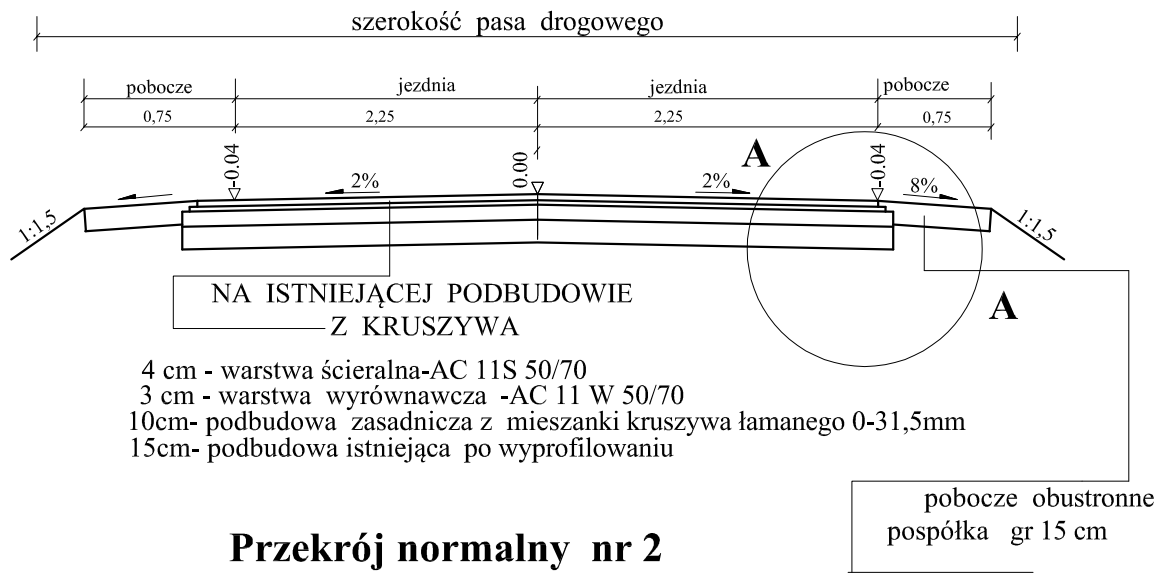 szerokość pasa drogowego
pobocze jezdnia jezdnia pobocze
0,75 2,25 2,25 0,75
A
-0.04 0.00 -0.04
2% 2% 8%
1:1,5 1:1,5
NA ISTNIEJĄCEJ PODBUDOWIE
Z KRUSZYWA
A
4 cm - warstwa ścieralna-AC 11S 50/70
3 cm - warstwa wyrównawcza -AC 11 W 50/70
10cm- podbudowa zasadnicza z mieszanki kruszywa łamanego 0-31,5mm
15cm- podbudowa istniejąca po wyprofilowaniu
pobocze obustronne
pospółka gr 15 cm
Przekrój normalny nr 2